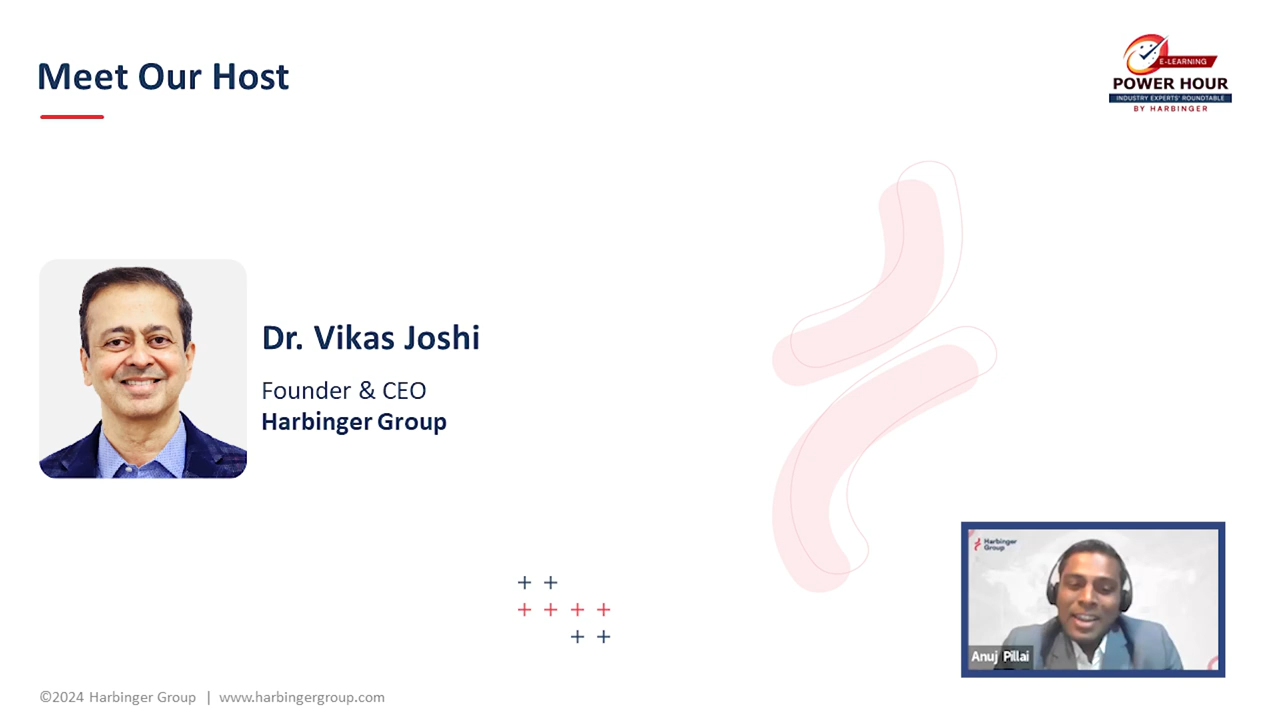 Meet Our Host
E-LEARNING
POWER HOUR
INDUSTRY EXPERTS' ROUNDTABLE
BY HARBINGER
Dr. Vikas Joshi
Founder & CEO
Harbinger Group
Harbinger
Group
Anuj Pillai
©2024 Harbinger Group | www.harbingergroup.com